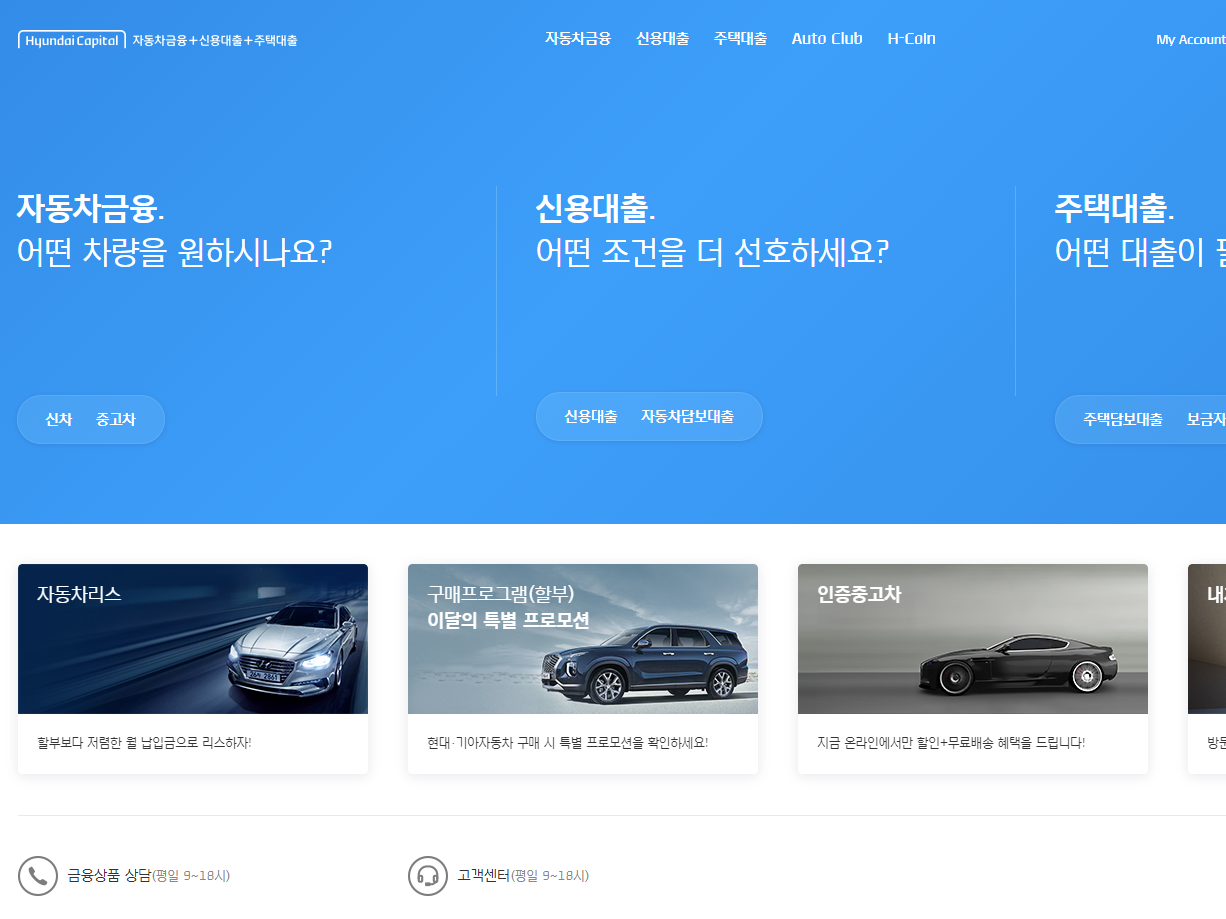 Hyundai Capital 자동차금융+신용대출+주택대출
자동차금융 신용대출 주택대출 Auto Club H-Coin
My Account
자동차금융.
어떤 차량을 원하시나요?
신차 중고차
신용대출.
어떤 조건을 더 선호하세요?
신용대출 자동차담보대출
주택대출.
어떤 대출이
주택담보대출 보금자
자동차리스
할부보다 저렴한 월 납입금으로 리스하자!
구매프로그램(할부)
이달의 특별 프로모션
현대·기아자동차 구매 시 특별 프로모션을 확인하세요!
인증중고차
지금 온라인에서만 할인+무료배송 혜택을 드립니다!
방문
금융상품 상담(평일 9~18시)
고객센터(평일 9~18시)